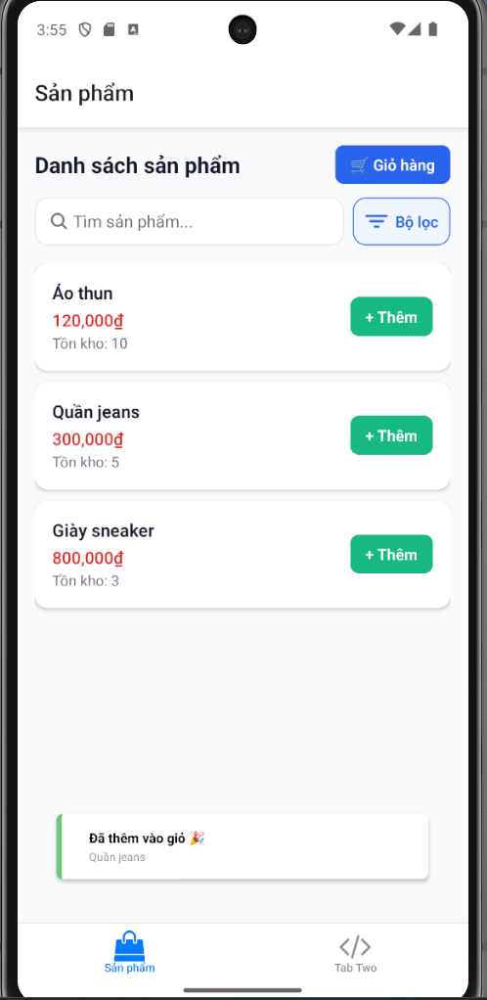 3:55
Sản phẩm
Danh sách sản phẩm
🛒 Giỏ hàng
Tìm sản phẩm...
Bộ lọc
Áo thun
120,000₫
Tồn kho: 10
+ Thêm
Quần jeans
300,000₫
Tồn kho: 5
+ Thêm
Giày sneaker
800,000₫
Tồn kho: 3
+ Thêm
Đã thêm vào giỏ 🎉
Quần jeans
Sản phẩm
Tab Two